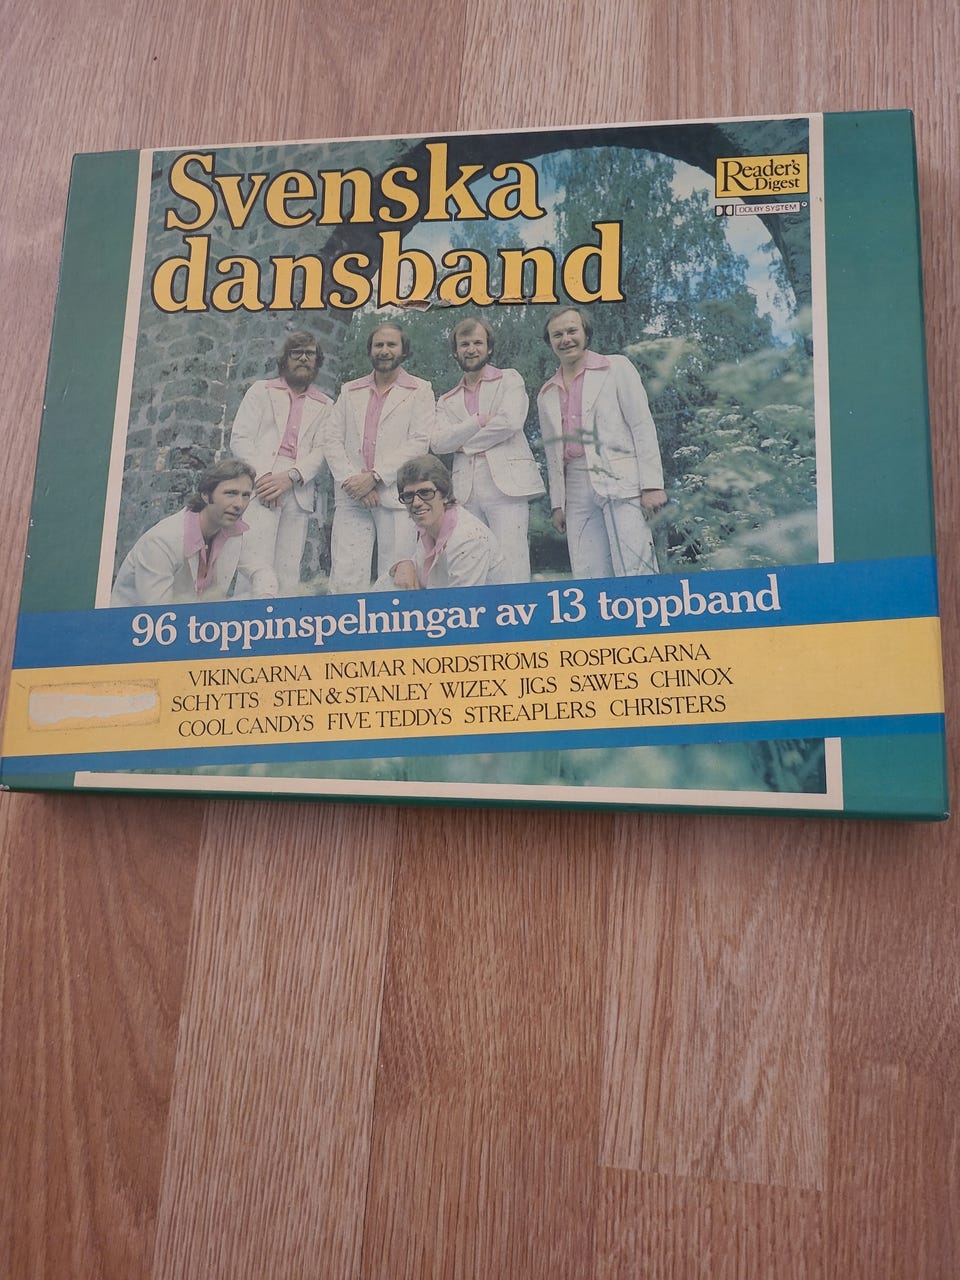 Svenska
dansband
Reader's
Digest
DOLBY SYSTEM
96 toppinspelningar av 13 toppband
VIKINGARNA INGMAR NORDSTRÖMS ROSPIGGARNA
SCHYTTS STEN & STANLEY WIZEX JIGS SÄWES CHINOX
COOL CANDYS FIVE TEDDYS STREAPLERS CHRISTERS